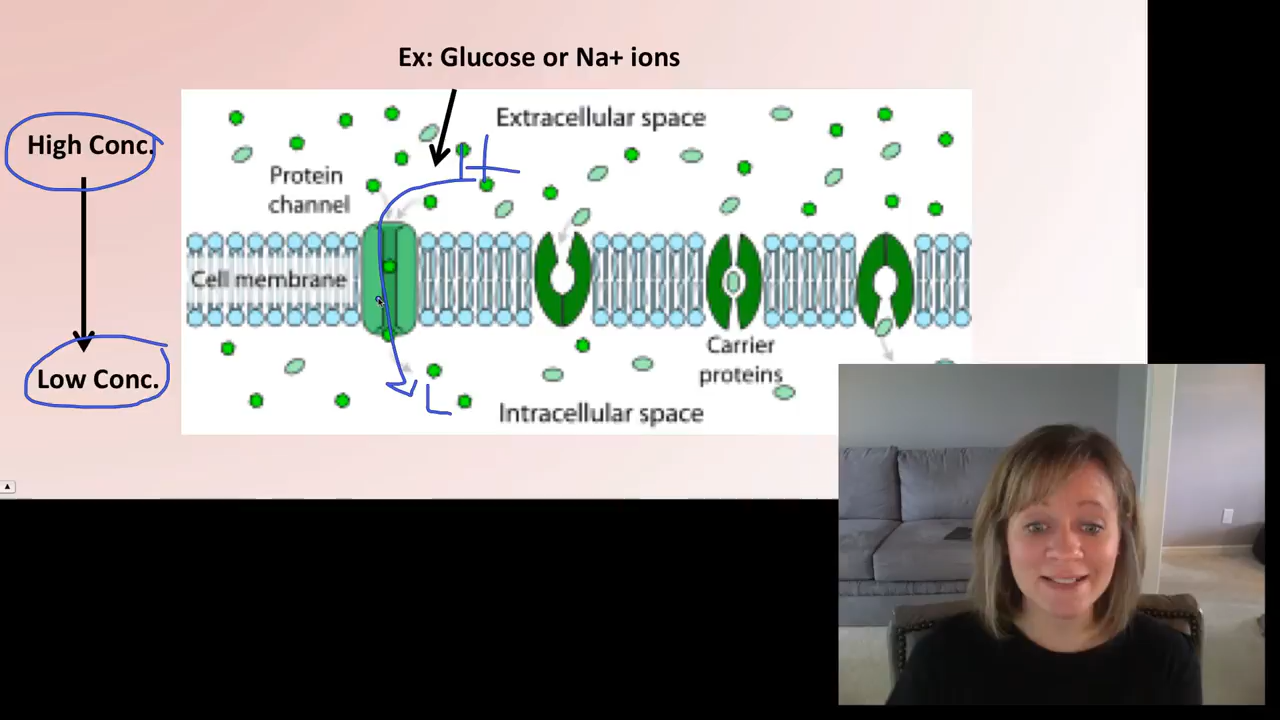 Ex: Glucose or Na+ ions
High Conc.
Extracellular space
H
Protein
channel
Cell membrane
Carrier
proteins
Low Conc.
L
Intracellular space